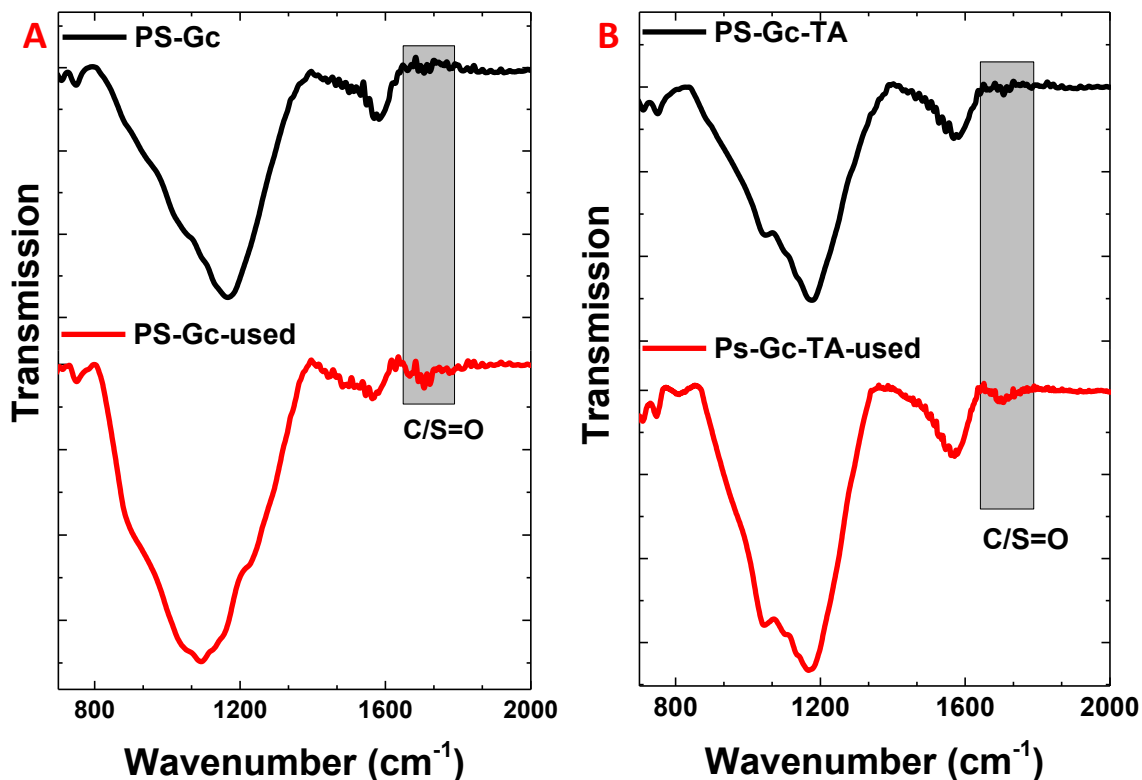 A
PS-Gc
PS-Gc-used
C/S=O
Transmission
800 1200 1600 2000
Wavenumber (cm⁻¹)
B
PS-Gc-TA
Ps-Gc-TA-used
C/S=O
Transmission
800 1200 1600 2000
Wavenumber (cm⁻¹)